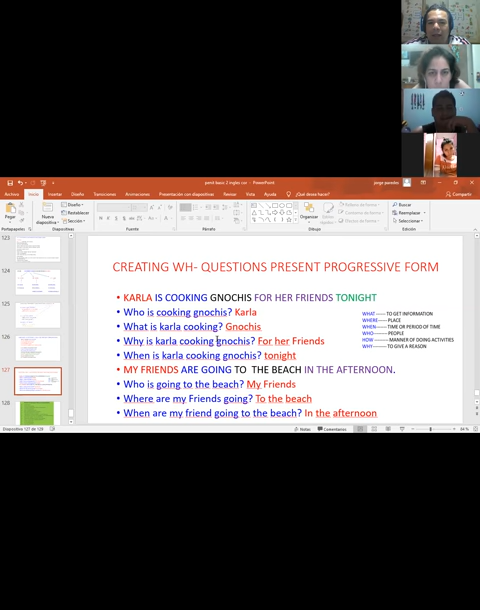 jorge paredes
Archivo Inicio Insertar Diseño Transiciones Animaciones Presentación con diapositivas Revisar Vista Ayuda ¿Qué desea hacer? Compartir
Pegar
Nueva diapositiva
Diseño
Restablecer
Sección
Organizar
Buscar
Reemplazar
Portapapeles Diapositivas Fuente Párrafo Dibujo Edición
123
124
125
126
127
128
CREATING WH- QUESTIONS PRESENT PROGRESSIVE FORM
• KARLA IS COOKING GNOCHIS FOR HER FRIENDS TONIGHT
• Who is cooking gnochis? Karla
• What is karla cooking? Gnochis
• Why is karla cooking gnochis? For her Friends
• When is karla cooking gnochis? tonight
• MY FRIENDS ARE GOING TO THE BEACH IN THE AFTERNOON.
• Who is going to the beach? My Friends
• Where are my Friends going? To the beach
• When are my friend going to the beach? In the afternoon
WHAT ----- TO GET INFORMATION
WHERE----- PLACE
WHEN----- TIME OR PERIOD OF TIME
WHO----- PEOPLE
HOW ----- MANNER OF DOING ACTIVITIES
WHY----- TO GIVE A REASON
Diapositiva 127 de 128
Notas Comentarios